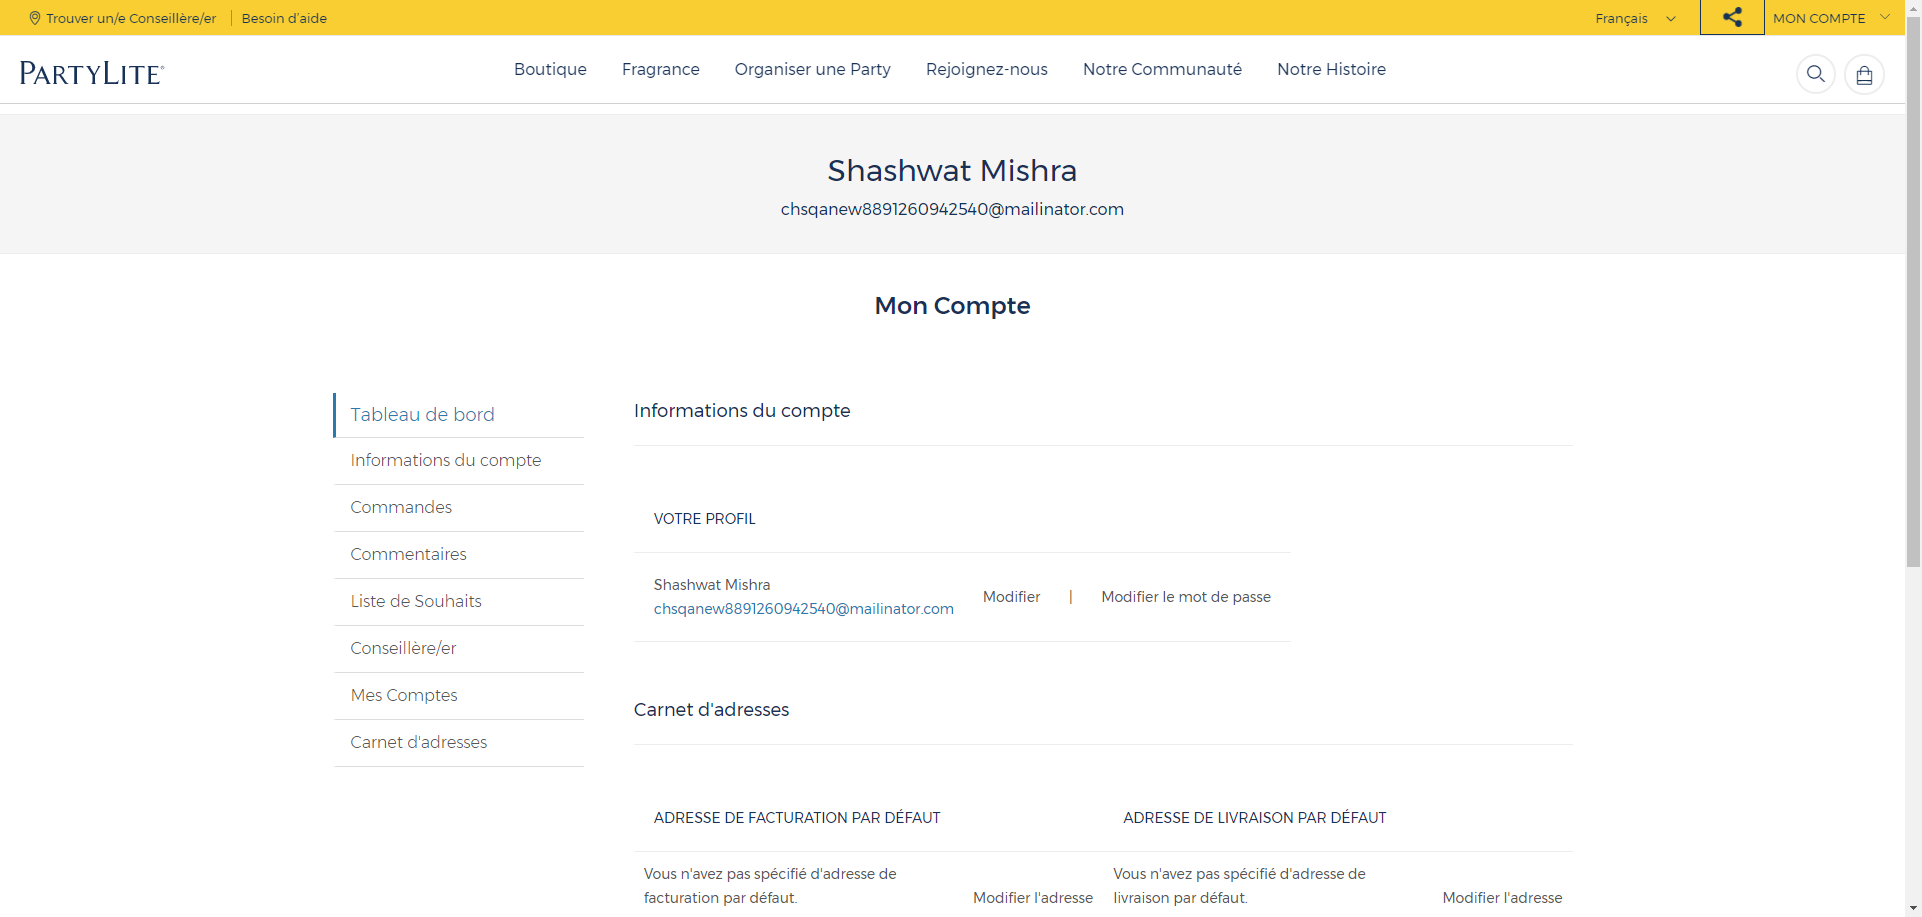 Trouver un/e Conseillère/er
Besoin d'aide
Français
MON COMPTE
PARTYLITE®
Boutique
Fragrance
Organiser une Party
Rejoignez-nous
Notre Communauté
Notre Histoire
Shashwat Mishra
chsqanew8891260942540@mailinator.com
Mon Compte
Tableau de bord
Informations du compte
Commandes
Commentaires
Liste de Souhaits
Conseillère/er
Mes Comptes
Carnet d'adresses
Informations du compte
VOTRE PROFIL
Shashwat Mishra
chsqanew8891260942540@mailinator.com
Modifier | Modifier le mot de passe
Carnet d'adresses
ADRESSE DE FACTURATION PAR DÉFAUT
Vous n'avez pas spécifié d'adresse de
facturation par défaut.
Modifier l'adresse
ADRESSE DE LIVRAISON PAR DÉFAUT
Vous n'avez pas spécifié d'adresse de
livraison par défaut.
Modifier l'adresse